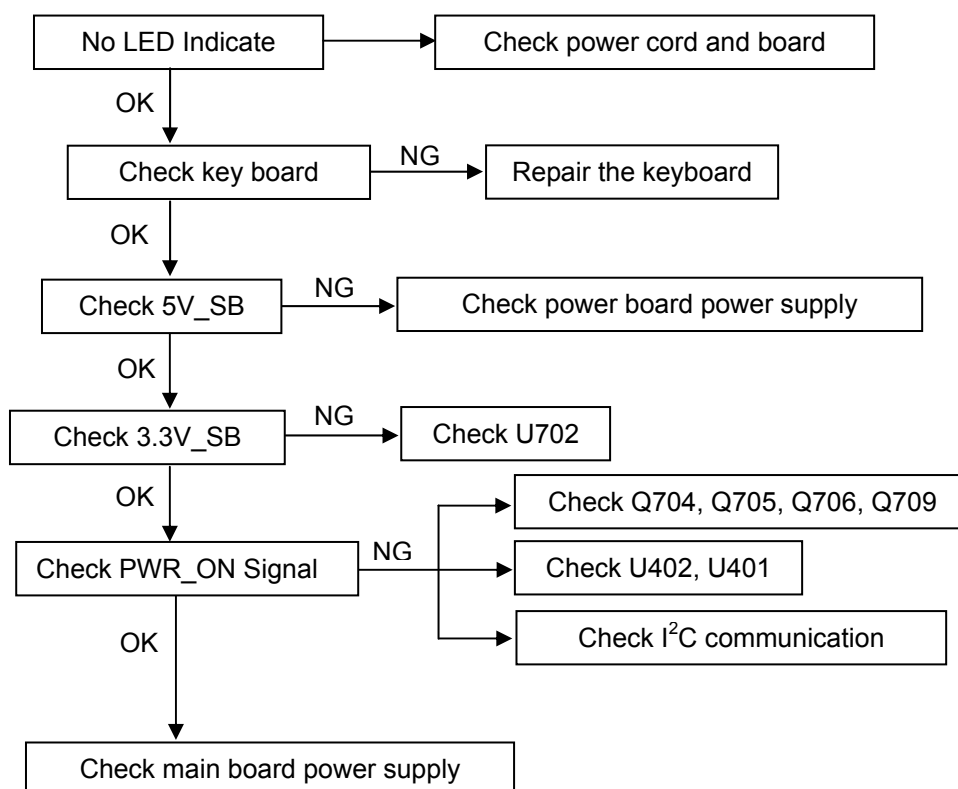 No LED Indicate
Check power cord and board
OK
Check key board
NG
Repair the keyboard
OK
Check 5V_SB
NG
Check power board power supply
OK
Check 3.3V_SB
NG
Check U702
OK
Check PWR_ON Signal
NG
Check Q704, Q705, Q706, Q709
Check U402, U401
Check I²C communication
OK
Check main board power supply